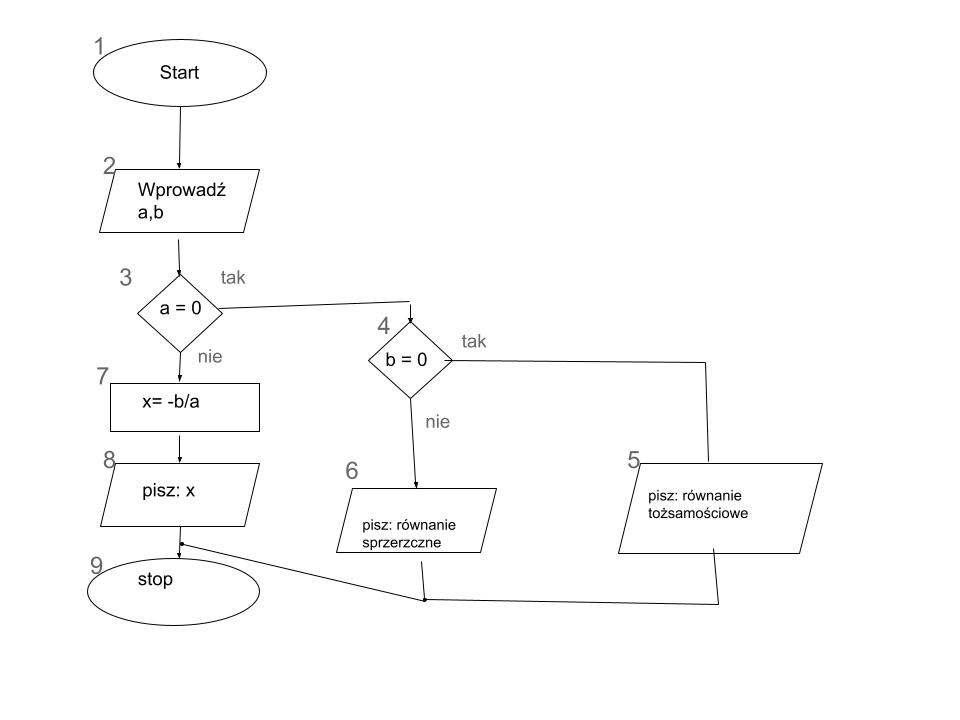 1
Start
2
Wprowadź
a,b
3
tak
a = 0
nie
4
b = 0
tak
nie
7
x= -b/a
8
pisz: x
6
pisz: równanie
sprzerzczne
5
pisz: równanie
tożsamościowe
9
stop